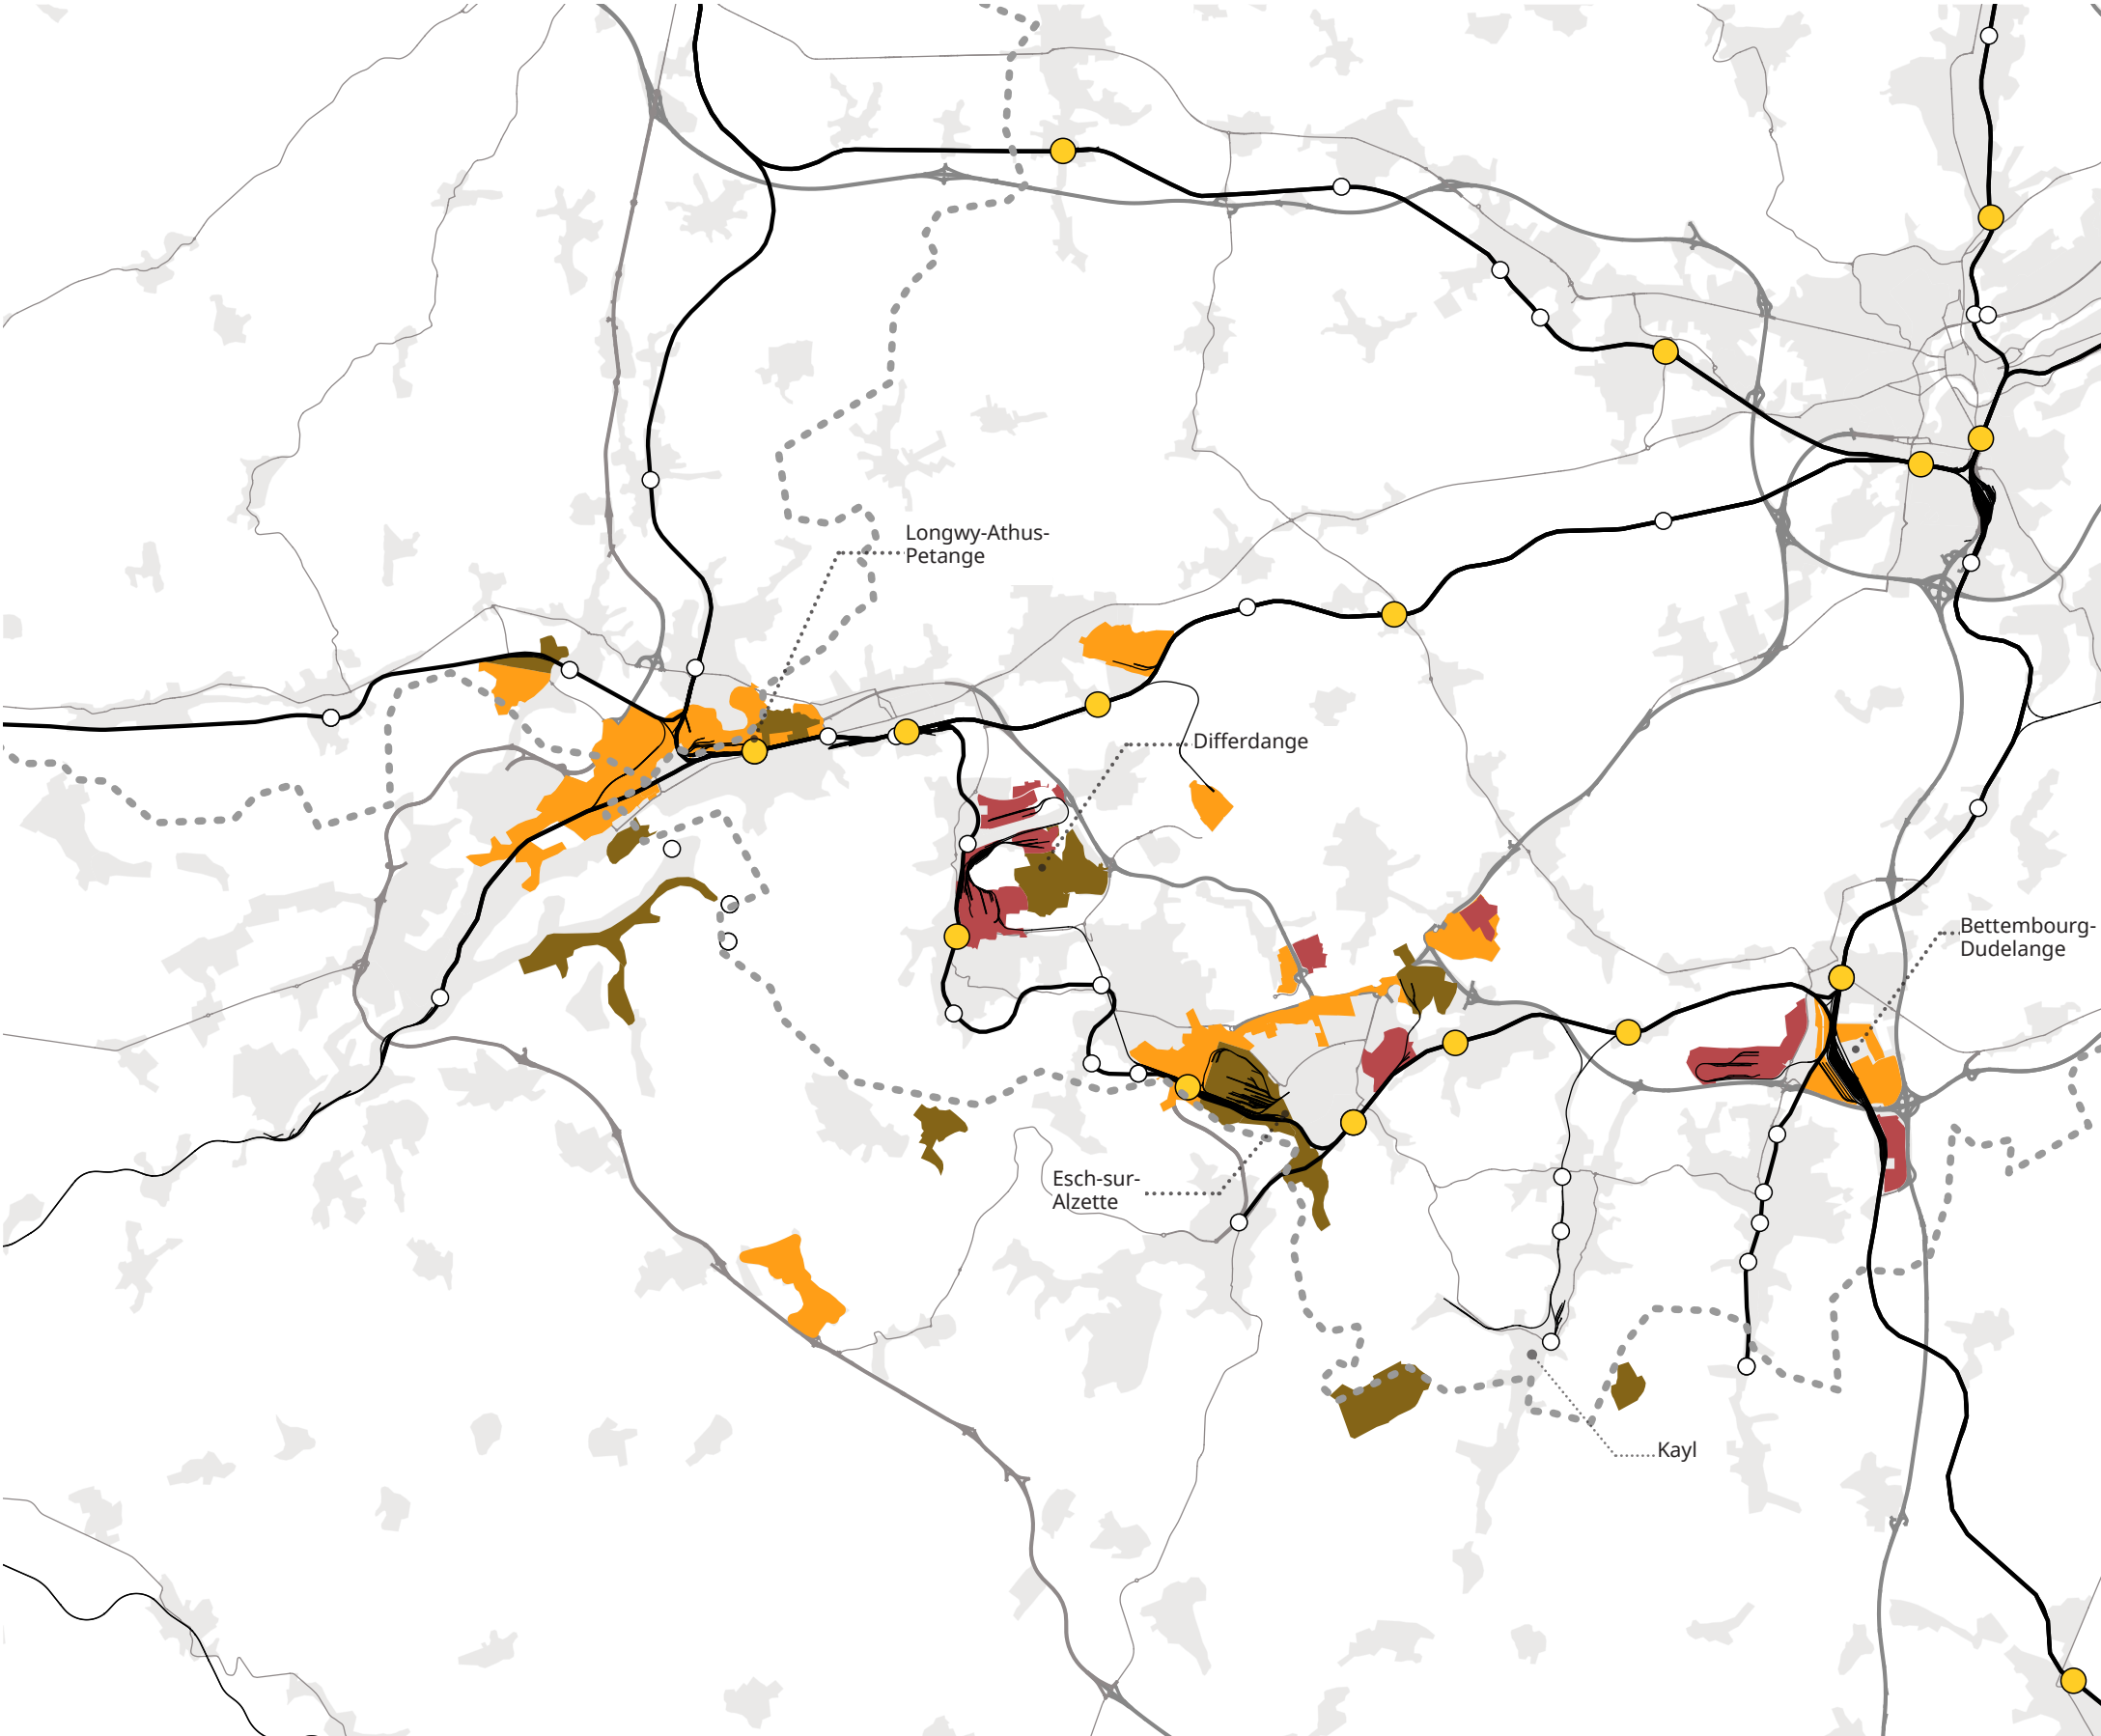 Longwy-Athus-
Petange
Differdange
Bettembourg-
Dudelange
Esch-sur-
Alzette
Kayl